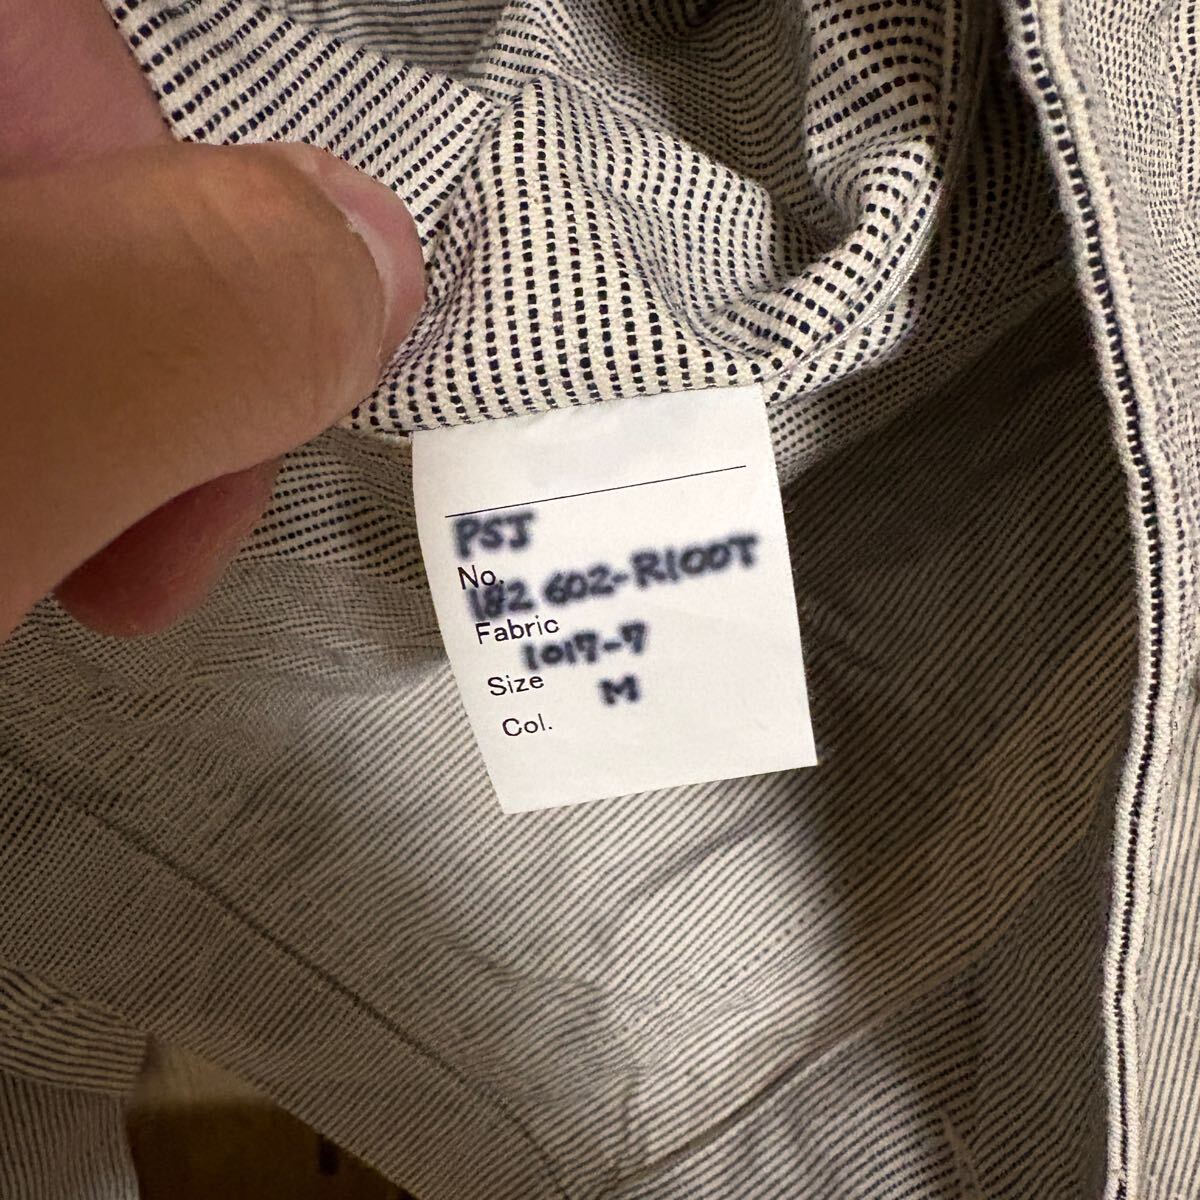 PSJ
No.
182 602-R100T
Fabric
1017-7
Size M
Col.